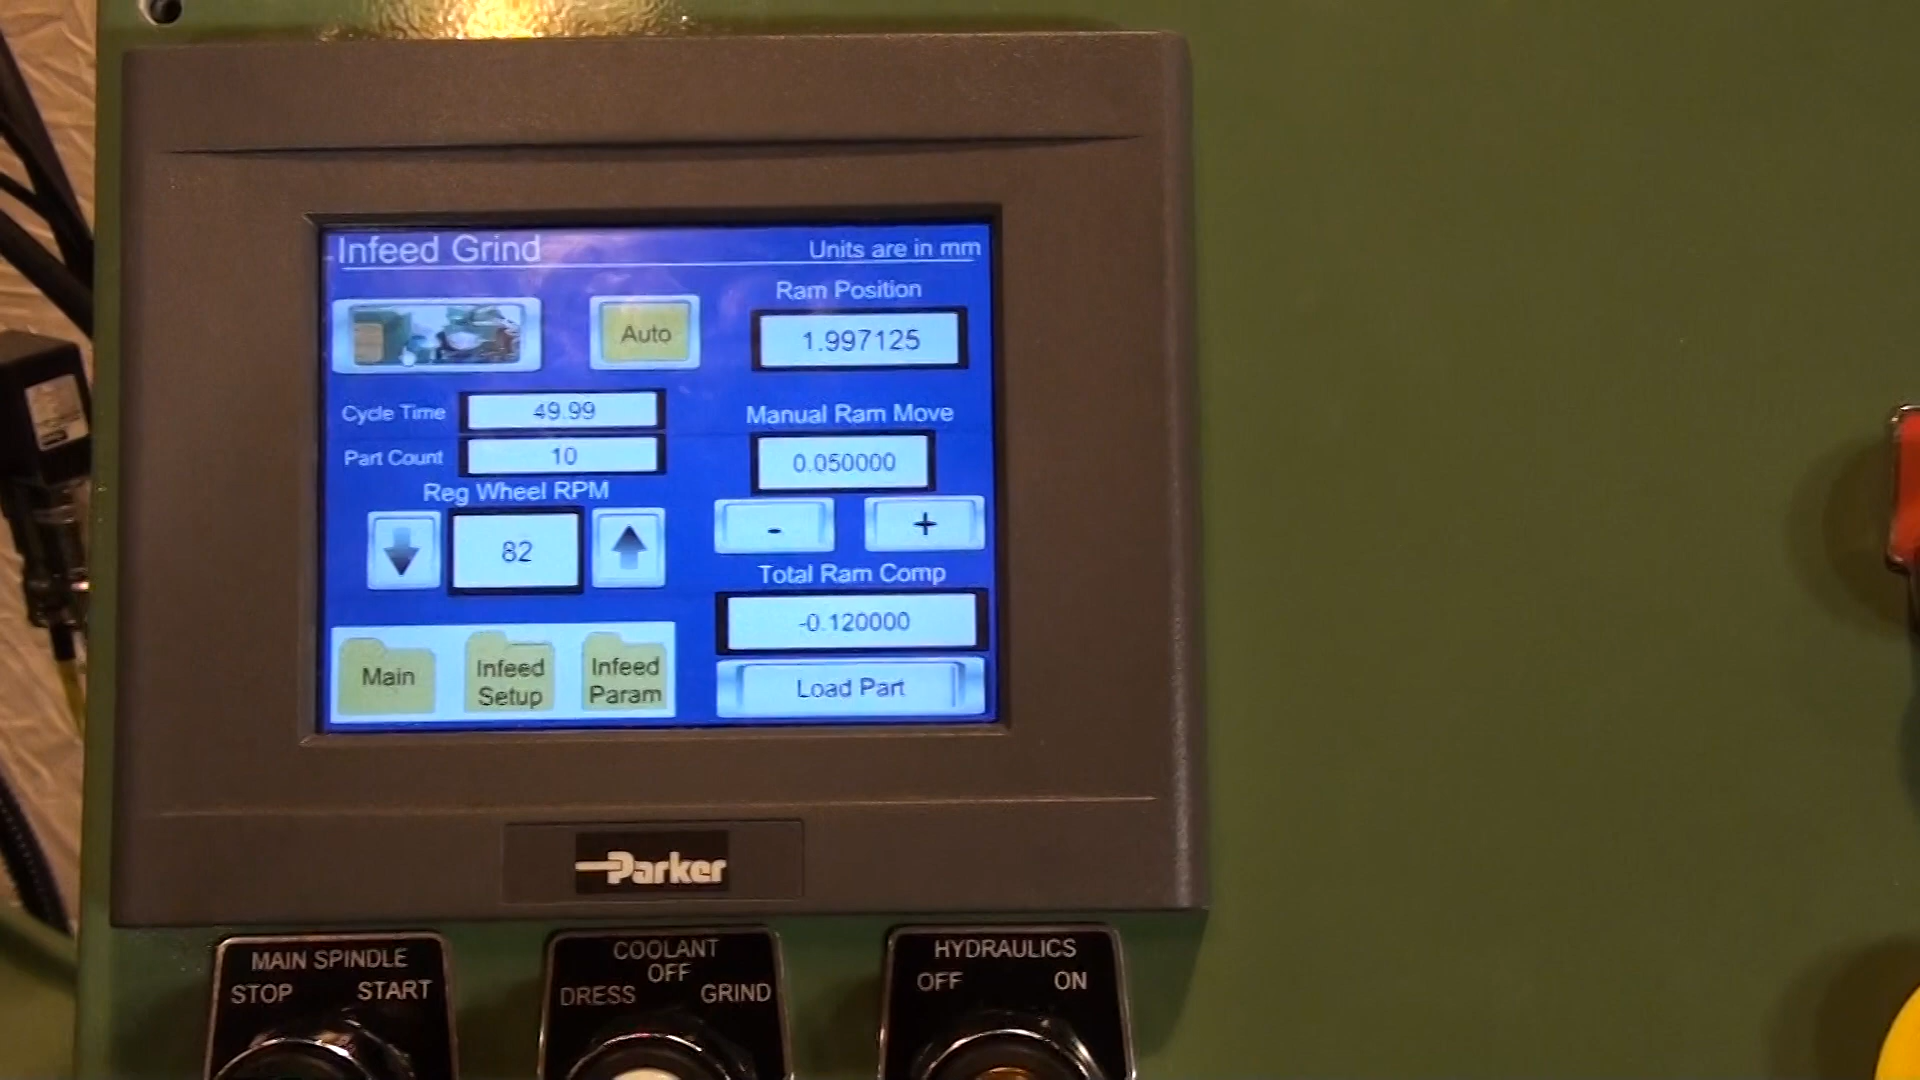 Infeed Grind
Units are in mm
Ram Position
Auto
1.997125
Cycle Time 49.99
Manual Ram Move
Part Count 10
0.050000
Reg Wheel RPM
82
- +
Total Ram Comp
-0.120000
Main
Infeed
Setup
Infeed
Param
Load Part
Parker
MAIN SPINDLE
STOP START
COOLANT
OFF
DRESS GRIND
HYDRAULICS
OFF ON